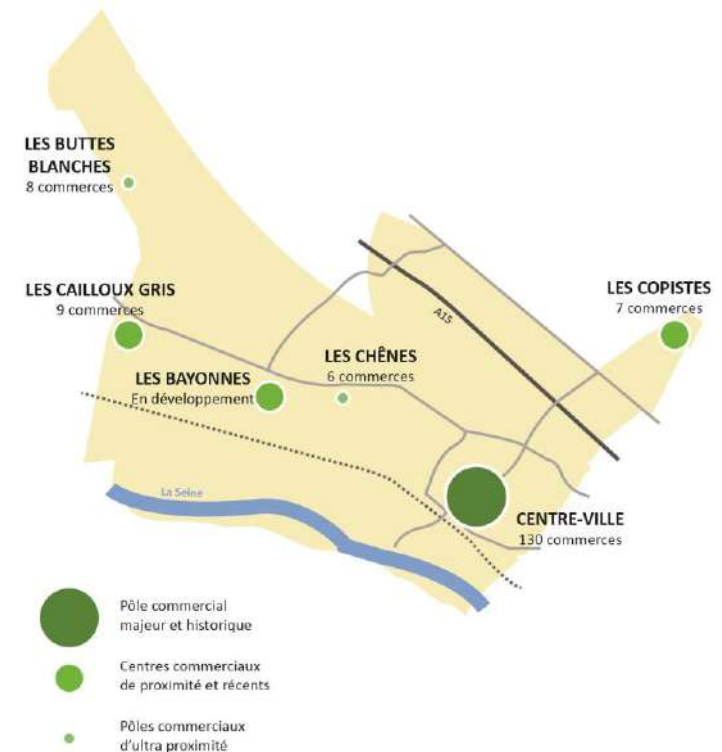 LES BUTTES
BLANCHES
8 commerces
LES CAILLOUX GRIS
9 commerces
LES COPISTES
7 commerces
A15
LES CHÊNES
6 commerces
LES BAYONNES
En développement
La Seine
CENTRE-VILLE
130 commerces
Pôle commercial
majeur et historique
Centres commerciaux
de proximité et récents
Pôles commerciaux
d'ultra proximité